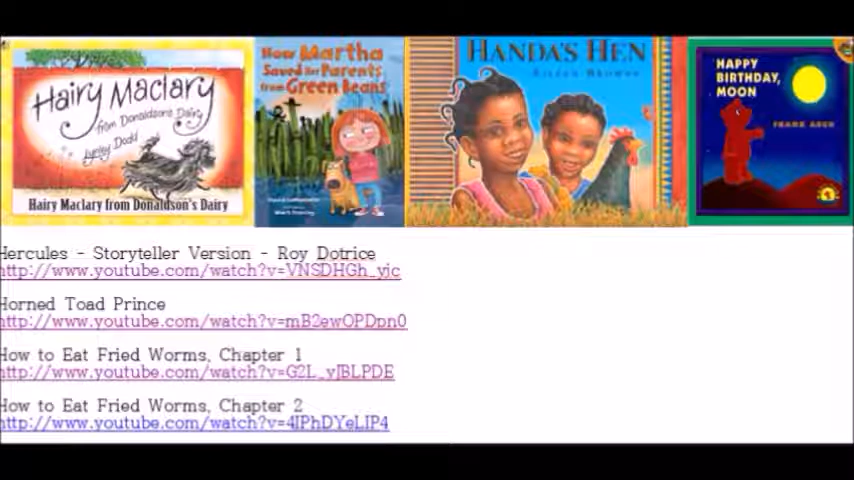 Hairy Maclary
from Donaldson's Dairy
Lynley Dodd
Hairy Maclary from Donaldson's Dairy
How Martha
Saved Her Parents
from Green Beans
HANDA'S HEN
Eileen Browne
HAPPY
BIRTHDAY,
MOON
FRANK ASCH
Hercules - Storyteller Version - Roy Dotrice
http://www.youtube.com/watch?v=VNSDHGh_yjc
Horned Toad Prince
http://www.youtube.com/watch?v=mB2ewOPDpn0
How to Eat Fried Worms, Chapter 1
http://www.youtube.com/watch?v=G2L_yJBLPDE
How to Eat Fried Worms, Chapter 2
http://www.youtube.com/watch?v=4IPhDYeLIP4